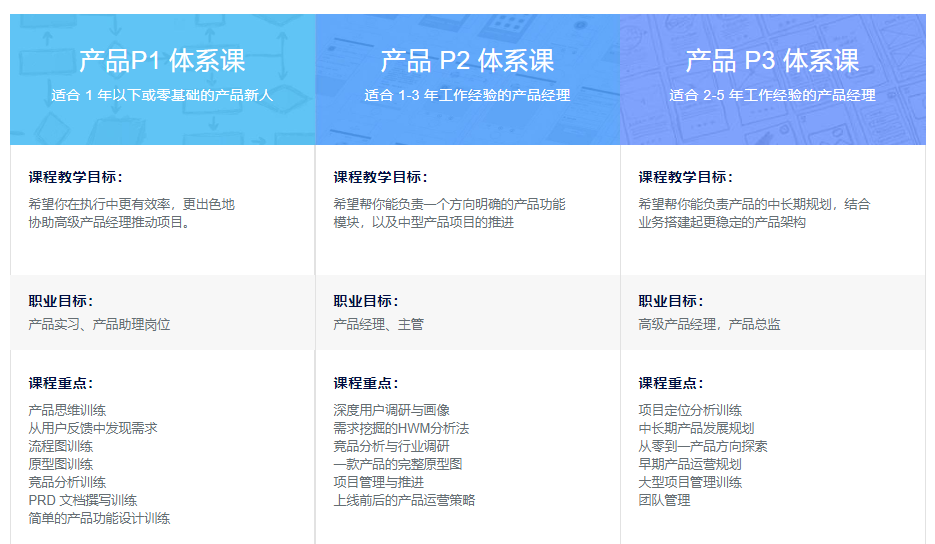 产品P1 体系课
适合 1 年以下或零基础的产品新人
课程教学目标：
希望你在执行中更有效率，更出色地
协助高级产品经理推动项目。
职业目标：
产品实习、产品助理岗位
课程重点：
产品思维训练
从用户反馈中发现需求
流程图训练
原型图训练
竞品分析训练
PRD 文档撰写训练
简单的产品功能设计训练
产品 P2 体系课
适合 1-3 年工作经验的产品经理
课程教学目标：
希望帮你能负责一个方向明确的产品功能
模块，以及中型产品项目的推进
职业目标：
产品经理、主管
课程重点：
深度用户调研与画像
需求挖掘的HWM分析法
竞品分析与行业调研
一款产品的完整原型图
项目管理与推进
上线前后的产品运营策略
产品 P3 体系课
适合 2-5 年工作经验的产品经理
课程教学目标：
希望帮你能负责产品的中长期规划，结合
业务搭建起更稳定的产品架构
职业目标：
高级产品经理，产品总监
课程重点：
项目定位分析训练
中长期产品发展规划
从零到一产品方向探索
早期产品运营规划
大型项目管理训练
团队管理